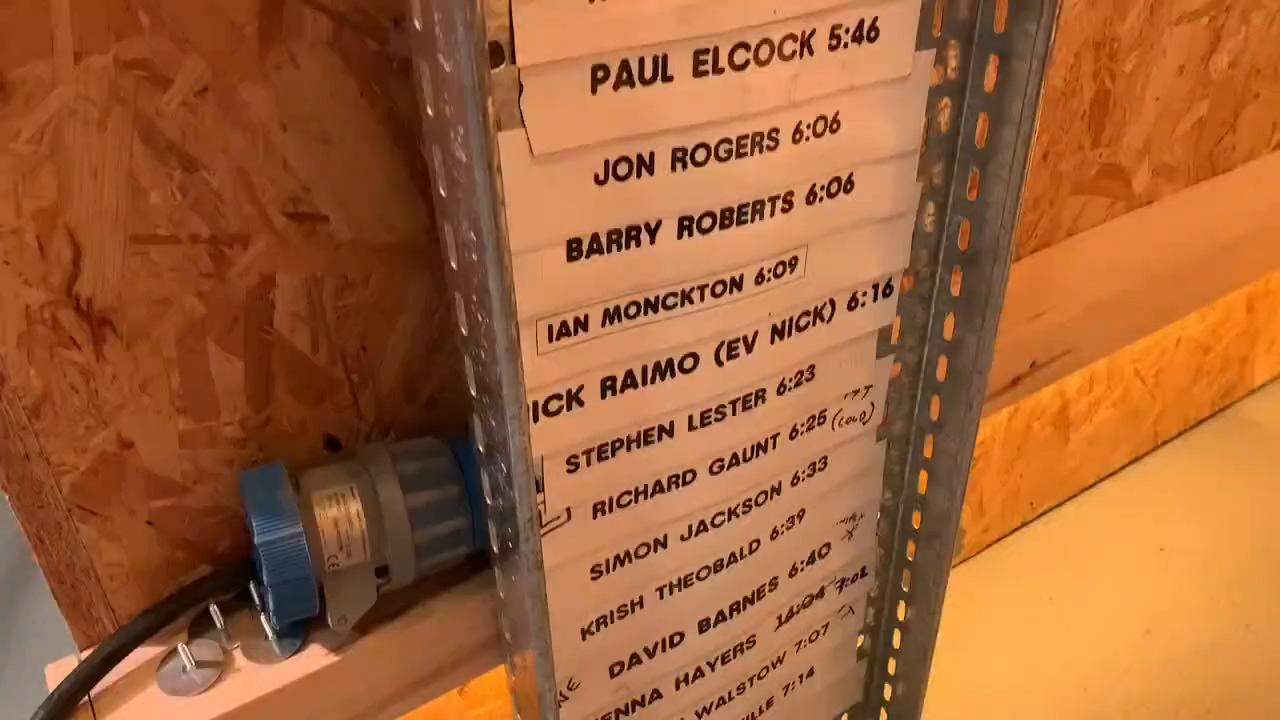 PAUL ELCOCK 5:46
JON ROGERS 6:06
BARRY ROBERTS 6:06
IAN MONCKTON 6:09
ICK RAIMO (EV NICK) 6:16
STEPHEN LESTER 6:23
RICHARD GAUNT 6:25 (COLD)
SIMON JACKSON 6:33
KRISH THEOBALD 6:39
DAVID BARNES 6:40
ENNA HAYERS 14:04 7:02
WALSTOW 7:07
ILLE 7:14